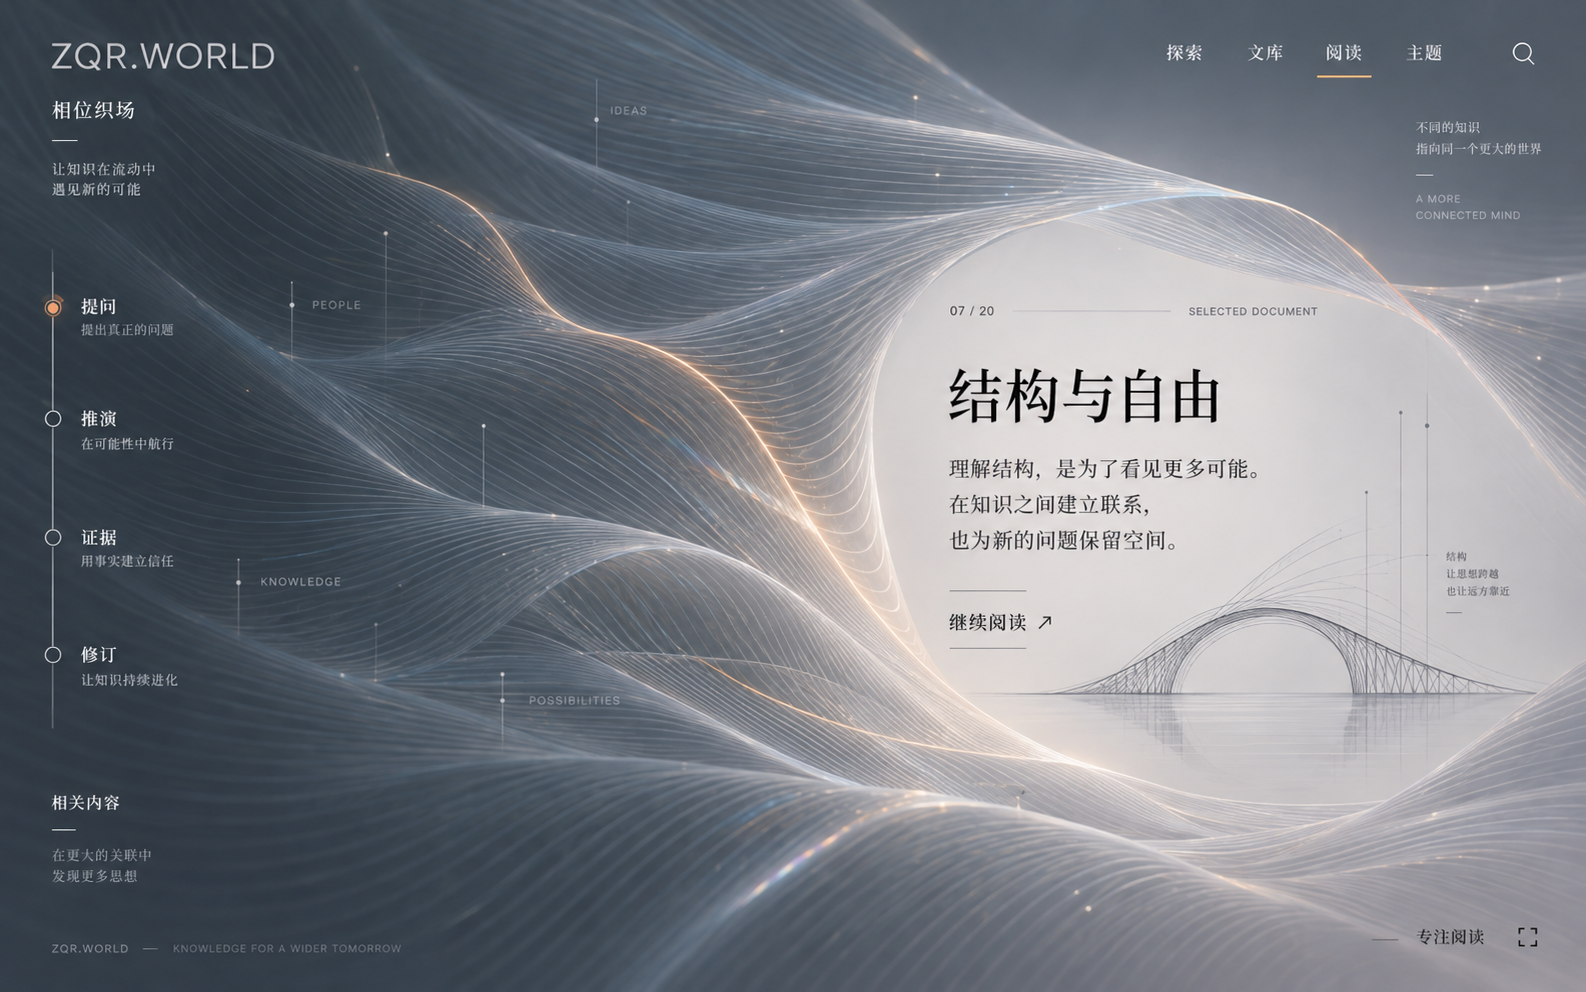 ZQR.WORLD
探索
文库
阅读
主题
相位织场
让知识在流动中
遇见新的可能
IDEAS
不同的知识
指向同一个更大的世界
A MORE
CONNECTED MIND
提问
提出真正的问题
PEOPLE
推演
在可能性中航行
证据
用事实建立信任
KNOWLEDGE
修订
让知识持续进化
POSSIBILITIES
07 / 20
SELECTED DOCUMENT
结构与自由
理解结构，是为了看见更多可能。
在知识之间建立联系，
也为新的问题保留空间。
继续阅读 ↗
结构
让思想跨越
也让远方靠近
相关内容
在更大的关联中
发现更多思想
ZQR.WORLD — KNOWLEDGE FOR A WIDER TOMORROW
专注阅读